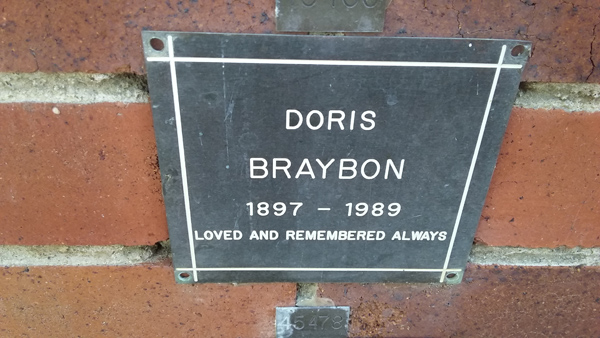 DORIS
BRAYBON
1897 – 1989
LOVED AND REMEMBERED ALWAYS